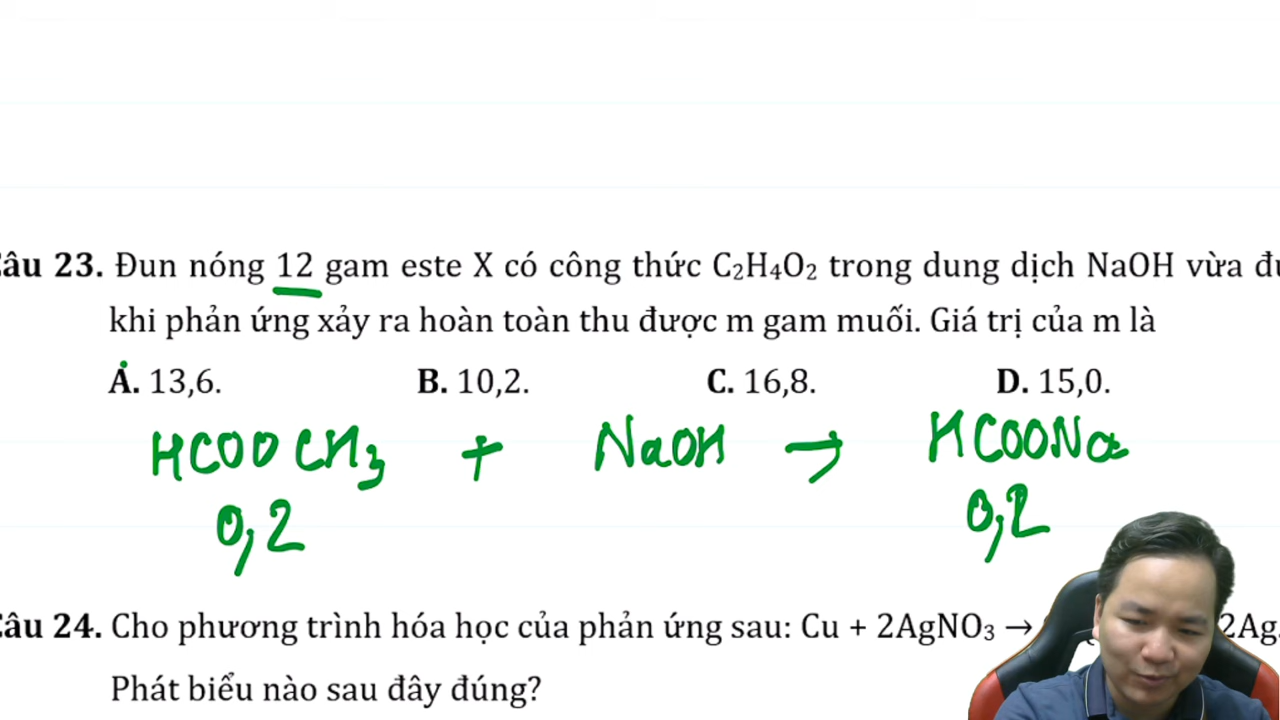 Câu 23. Đun nóng 12 gam este X có công thức C₂H₄O₂ trong dung dịch NaOH vừa
khi phản ứng xảy ra hoàn toàn thu được m gam muối. Giá trị của m là
A. 13,6. B. 10,2. C. 16,8. D. 15,0.
HCOOCH₃ + NaOH → HCOONa
0,2 0,2
Câu 24. Cho phương trình hóa học của phản ứng sau: Cu + 2AgNO₃ → 2Ag
Phát biểu nào sau đây đúng?